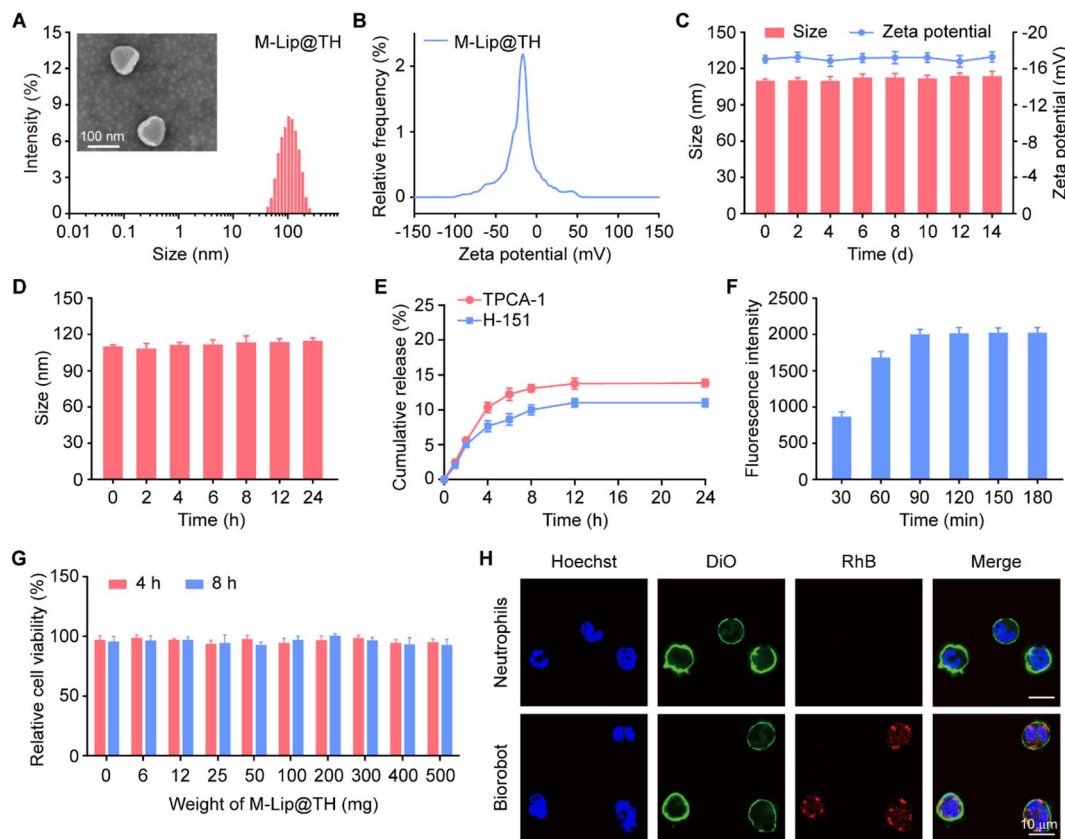 A
Intensity (%)
15
12
9
6
3
0
M-Lip@TH
100 nm
0.01 0.1 1 10 100
Size (nm)
B
Relative frequency (%)
2
1
0
M-Lip@TH
-150 -100 -50 0 50 100 150
Zeta potential (mV)
C
Size Zeta potential
Size (nm)
150
120
90
60
30
0
-20
-16
-12
-8
-4
0
Zeta potential (mV)
0 2 4 6 8 10 12 14
Time (d)
D
Size (nm)
150
120
90
60
30
0
0 2 4 6 8 12 24
Time (h)
E
TPCA-1
H-151
Cumulative release (%)
25
20
15
10
5
0
0 4 8 12 16 20 24
Time (h)
F
Fluorescence intensity
2500
2000
1500
1000
500
0
30 60 90 120 150 180
Time (min)
G
4 h 8 h
Relative cell viability (%)
150
100
50
0
0 6 12 25 50 100 200 300 400 500
Weight of M-Lip@TH (mg)
H
Hoechst DiO RhB Merge
Neutrophils
Biorobot
10 µm